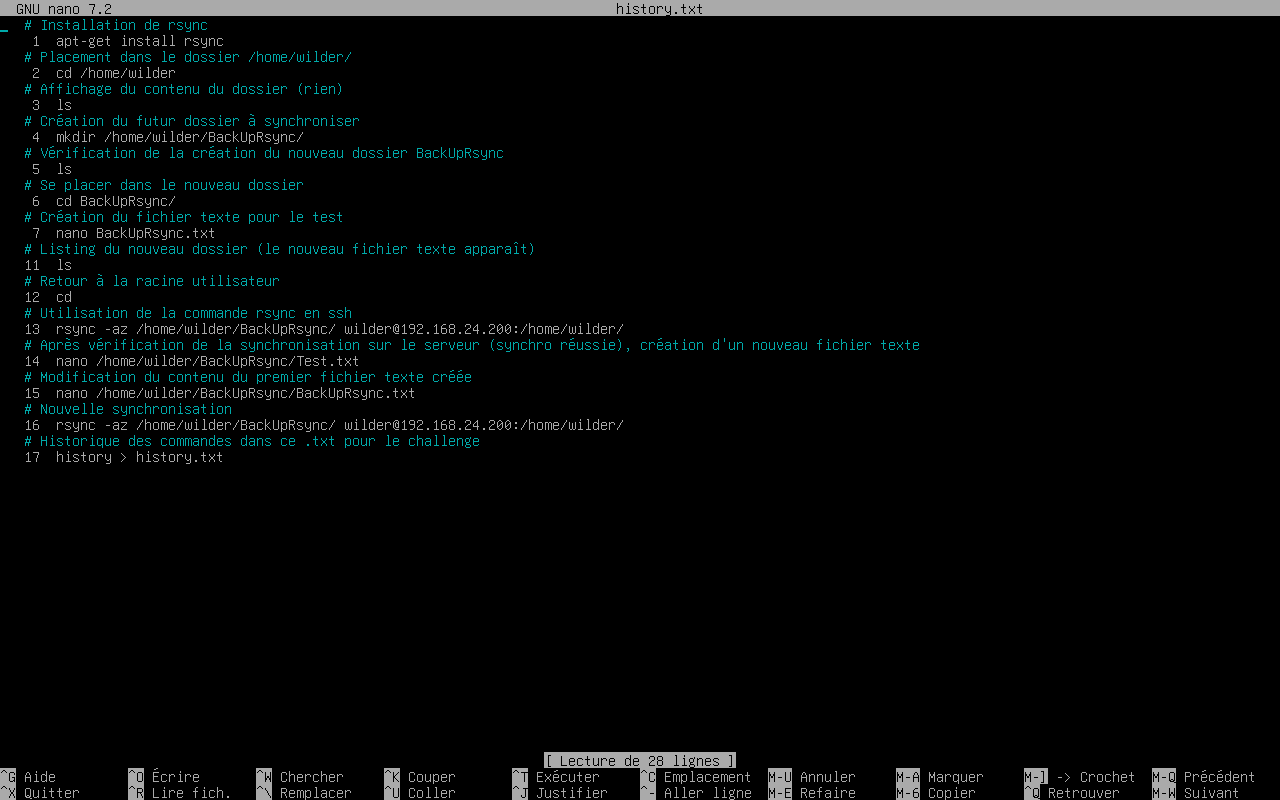 GNU nano 7.2 history.txt
# Installation de rsync
1 apt-get install rsync
# Placement dans le dossier /home/wilder/
2 cd /home/wilder
# Affichage du contenu du dossier (rien)
3 ls
# Création du futur dossier à synchroniser
4 mkdir /home/wilder/BackUpRsync/
# Vérification de la création du nouveau dossier BackUpRsync
5 ls
# Se placer dans le nouveau dossier
6 cd BackUpRsync/
# Création du fichier texte pour le test
7 nano BackUpRsync.txt
# Listing du nouveau dossier (le nouveau fichier texte apparaît)
11 ls
# Retour à la racine utilisateur
12 cd
# Utilisation de la commande rsync en ssh
13 rsync -az /home/wilder/BackUpRsync/ wilder@192.168.24.200:/home/wilder/
# Après vérification de la synchronisation sur le serveur (synchro réussie), création d'un nouveau fichier texte
14 nano /home/wilder/BackUpRsync/Test.txt
# Modification du contenu du premier fichier texte créée
15 nano /home/wilder/BackUpRsync/BackUpRsync.txt
# Nouvelle synchronisation
16 rsync -az /home/wilder/BackUpRsync/ wilder@192.168.24.200:/home/wilder/
# Historique des commandes dans ce .txt pour le challenge
17 history > history.txt
[ Lecture de 28 lignes ]
^G Aide ^O Écrire ^W Chercher ^K Couper ^T Exécuter ^C Emplacement M-U Annuler M-A Marquer M-] -> Crochet M-Q Précédent
^X Quitter ^R Lire fich. ^\ Remplacer ^U Coller ^J Justifier ^- Aller ligne M-E Refaire M-6 Copier ^Q Retrouver M-W Suivant